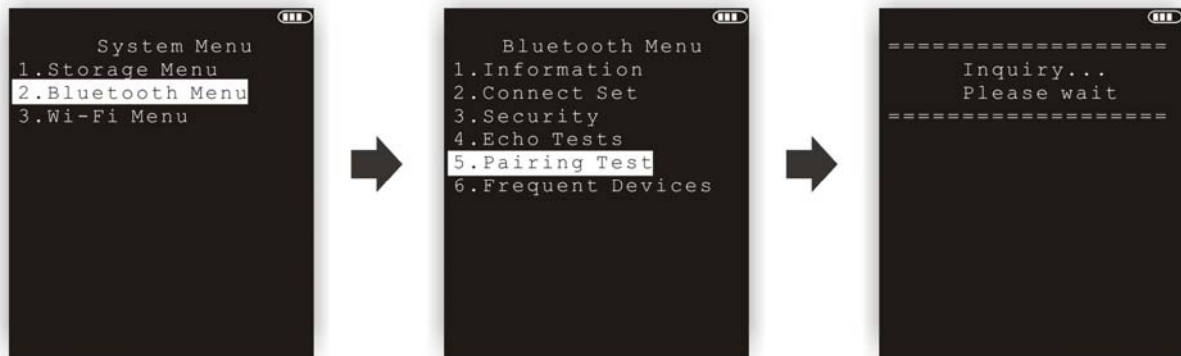 System Menu
1.Storage Menu
2.Bluetooth Menu
3.Wi-Fi Menu
Bluetooth Menu
1.Information
2.Connect Set
3.Security
4.Echo Tests
5.Pairing Test
6.Frequent Devices
===================
Inquiry...
Please wait
===================